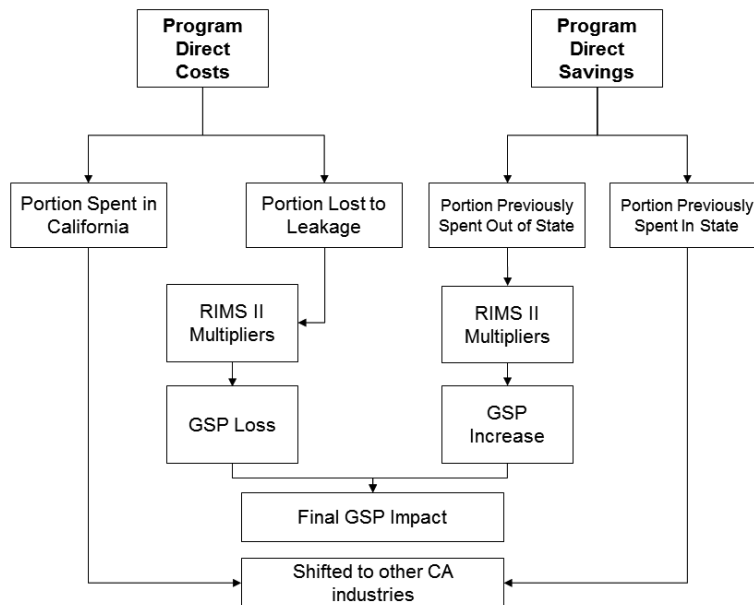 Program
Direct
Costs
Program
Direct
Savings
Portion Spent in
California
Portion Lost to
Leakage
Portion Previously
Spent Out of State
Portion Previously
Spent In State
RIMS II
Multipliers
RIMS II
Multipliers
GSP Loss
GSP
Increase
Final GSP Impact
Shifted to other CA
industries